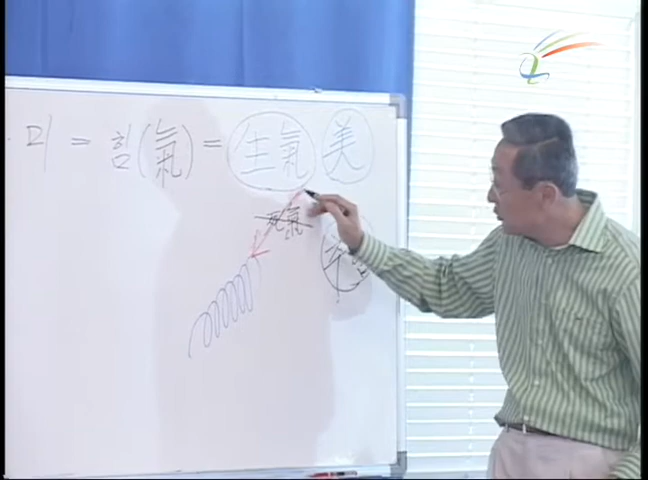 미 = 힘(氣) = 生氣 美
死氣